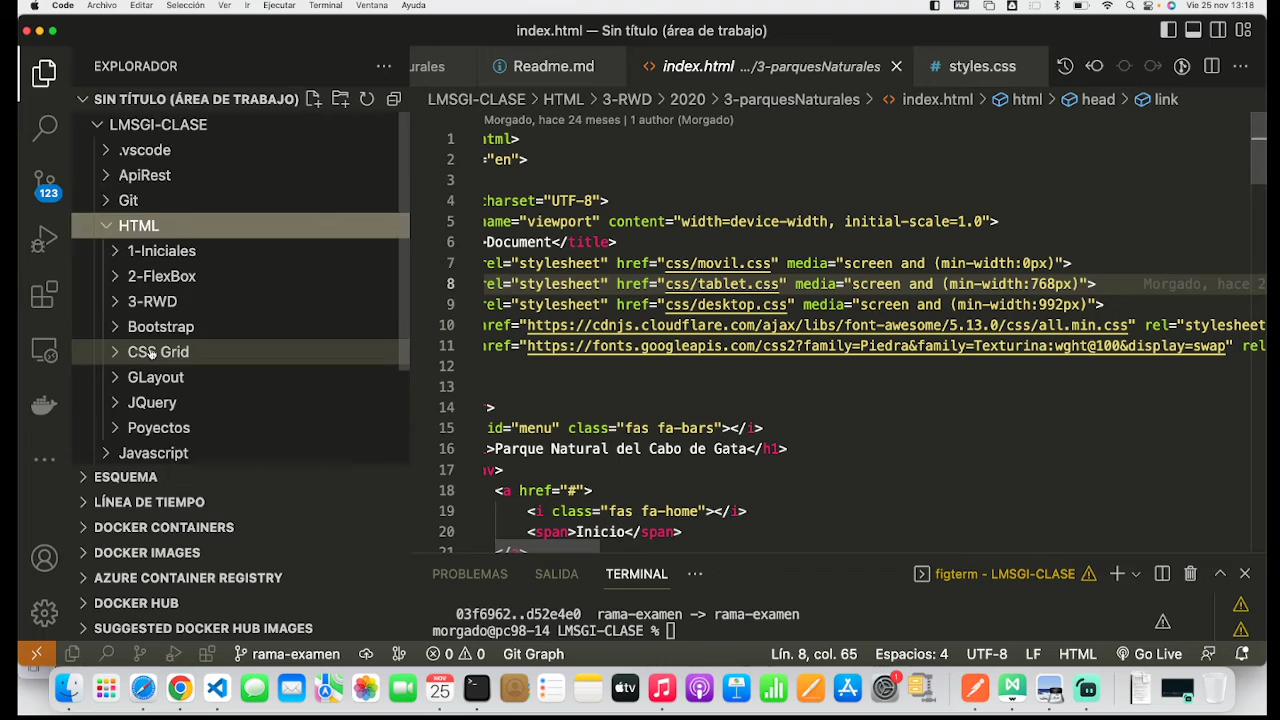 Code Archivo Editar Selección Ver Ir Ejecutar Terminal Ventana Ayuda Vie 25 nov 13:18
index.html — Sin título (área de trabajo)
EXPLORADOR
urales Readme.md index.html .../3-parquesNaturales styles.css
SIN TÍTULO (ÁREA DE TRABAJO)
LMSGI-CLASE > HTML > 3-RWD > 2020 > 3-parquesNaturales > index.html > html > head > link
LMSGI-CLASE
.vscode
ApiRest
Git
HTML
1-Iniciales
2-FlexBox
3-RWD
Bootstrap
CSS Grid
GLayout
JQuery
Poyectos
Javascript
ESQUEMA
LÍNEA DE TIEMPO
DOCKER CONTAINERS
DOCKER IMAGES
AZURE CONTAINER REGISTRY
DOCKER HUB
SUGGESTED DOCKER HUB IMAGES
123
Morgado, hace 24 meses | 1 author (Morgado)
1 html>
2 ="en">
3
4 charset="UTF-8">
5 name="viewport" content="width=device-width, initial-scale=1.0">
6 >Document</title>
7 rel="stylesheet" href="css/movil.css" media="screen and (min-width:0px)">
8 rel="stylesheet" href="css/tablet.css" media="screen and (min-width:768px)"> Morgado, hace 2
9 rel="stylesheet" href="css/desktop.css" media="screen and (min-width:992px)">
10 href="https://cdnjs.cloudflare.com/ajax/libs/font-awesome/5.13.0/css/all.min.css" rel="stylesheet
11 href="https://fonts.googleapis.com/css2?family=Piedra&family=Texturina:wght@100&display=swap" rel
12
13
14 >
15 id="menu" class="fas fa-bars"></i>
16 >Parque Natural del Cabo de Gata</h1>
17 av>
18 <a href="#">
19 <i class="fas fa-home"></i>
20 <span>Inicio</span>
21 </a>
PROBLEMAS SALIDA TERMINAL figterm - LMSGI-CLASE
03f6962..d52e4e0 rama-examen -> rama-examen
morgado@pc98-14 LMSGI-CLASE %
rama-examen 0 0 Git Graph Lín. 8, col. 65 Espacios: 4 UTF-8 LF HTML Go Live
NOV
25
1